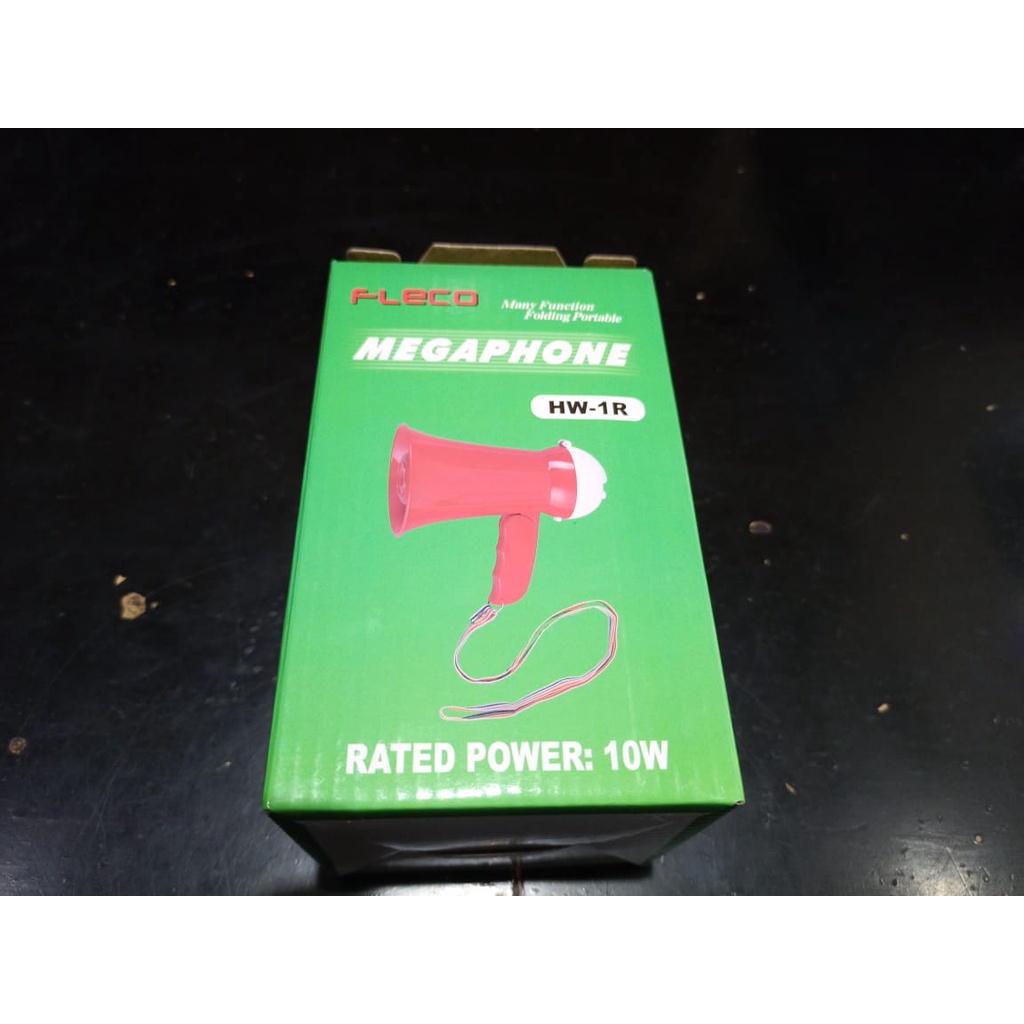 FLECO
Many Function
Folding Portable
MEGAPHONE
HW-1R
RATED POWER: 10W